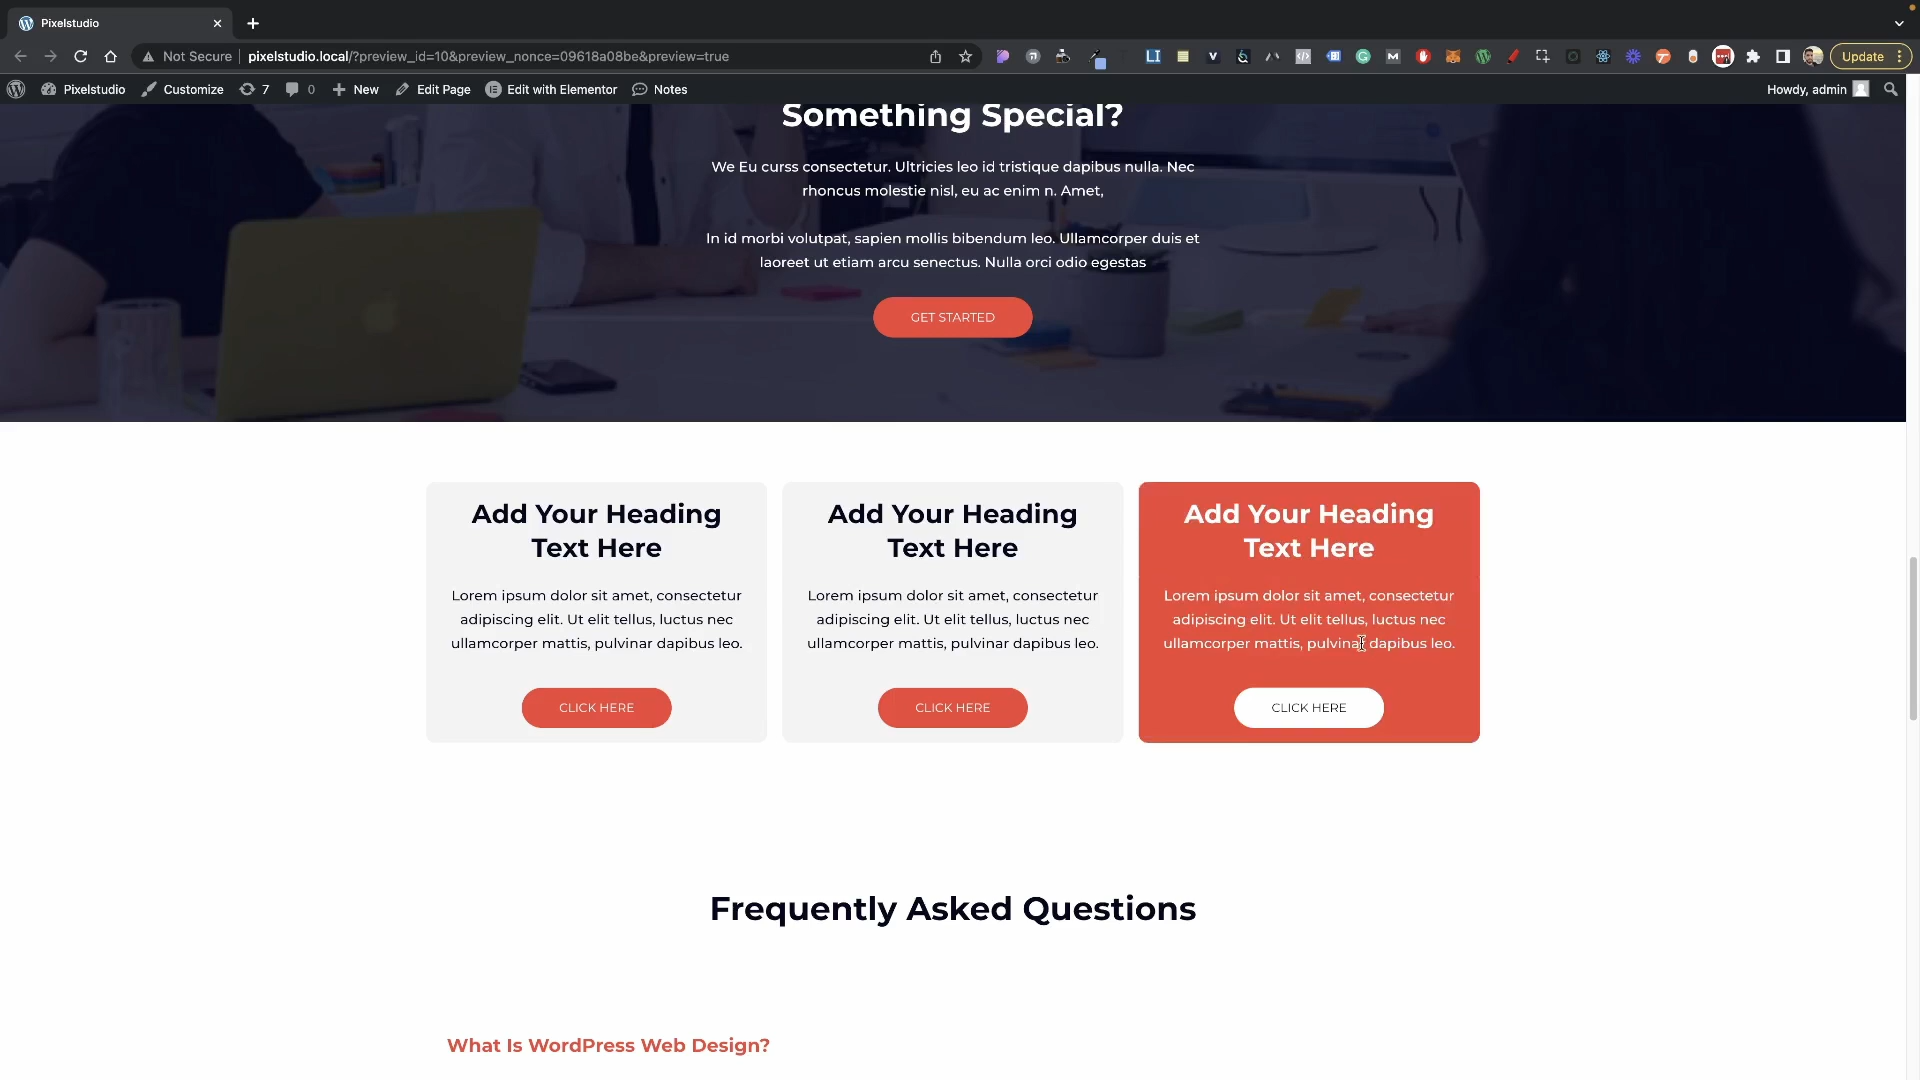 Pixelstudio
Not Secure
pixelstudio.local/?preview_id=10&preview_nonce=09618a08be&preview=true
Update
Pixelstudio
Customize
7
0
New
Edit Page
Edit with Elementor
Notes
Howdy, admin
Something Special?
We Eu curss consectetur. Ultricies leo id tristique dapibus nulla. Nec
rhoncus molestie nisl, eu ac enim n. Amet,
In id morbi volutpat, sapien mollis bibendum leo. Ullamcorper duis et
laoreet ut etiam arcu senectus. Nulla orci odio egestas
GET STARTED
Add Your Heading
Text Here
Lorem ipsum dolor sit amet, consectetur
adipiscing elit. Ut elit tellus, luctus nec
ullamcorper mattis, pulvinar dapibus leo.
CLICK HERE
Add Your Heading
Text Here
Lorem ipsum dolor sit amet, consectetur
adipiscing elit. Ut elit tellus, luctus nec
ullamcorper mattis, pulvinar dapibus leo.
CLICK HERE
Add Your Heading
Text Here
Lorem ipsum dolor sit amet, consectetur
adipiscing elit. Ut elit tellus, luctus nec
ullamcorper mattis, pulvinar dapibus leo.
CLICK HERE
Frequently Asked Questions
What Is WordPress Web Design?